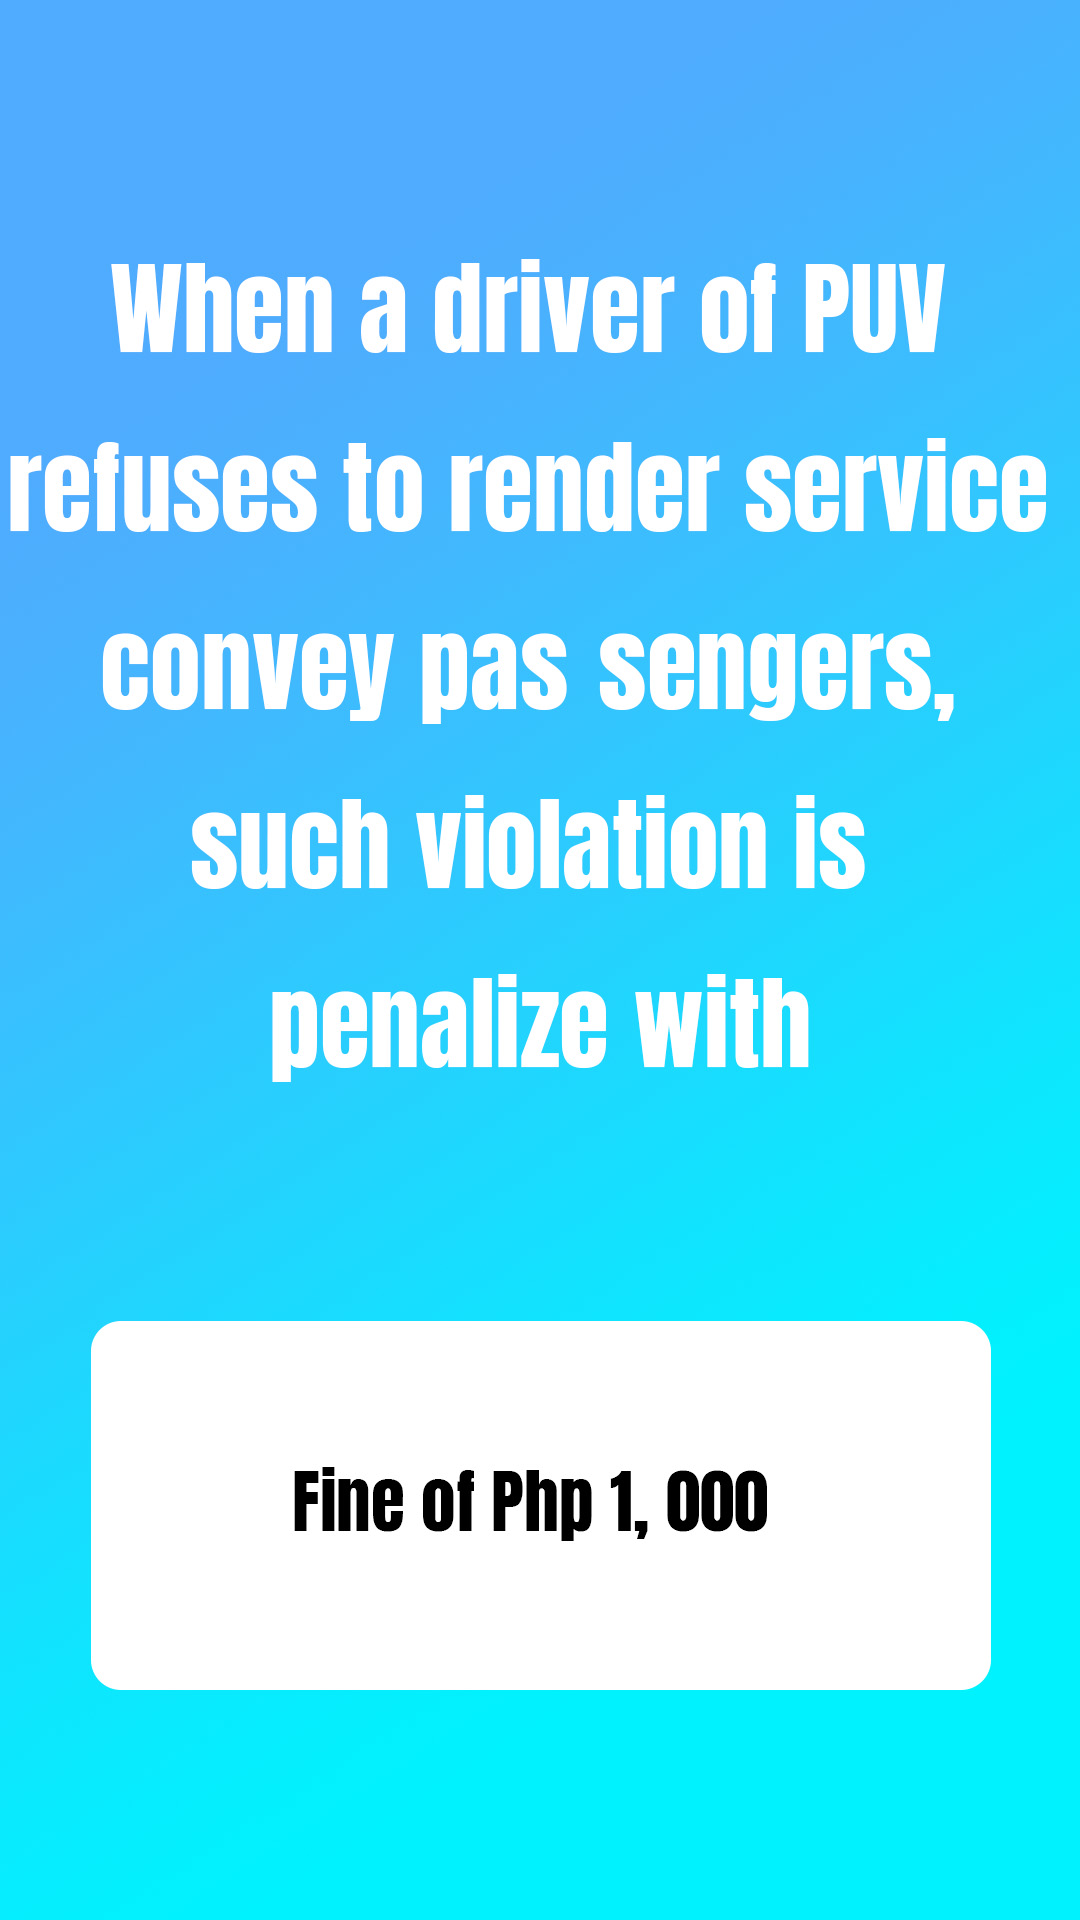 When a driver of PUV
refuses to render service
convey pas sengers,
such violation is
penalize with
Fine of Php 1, 000